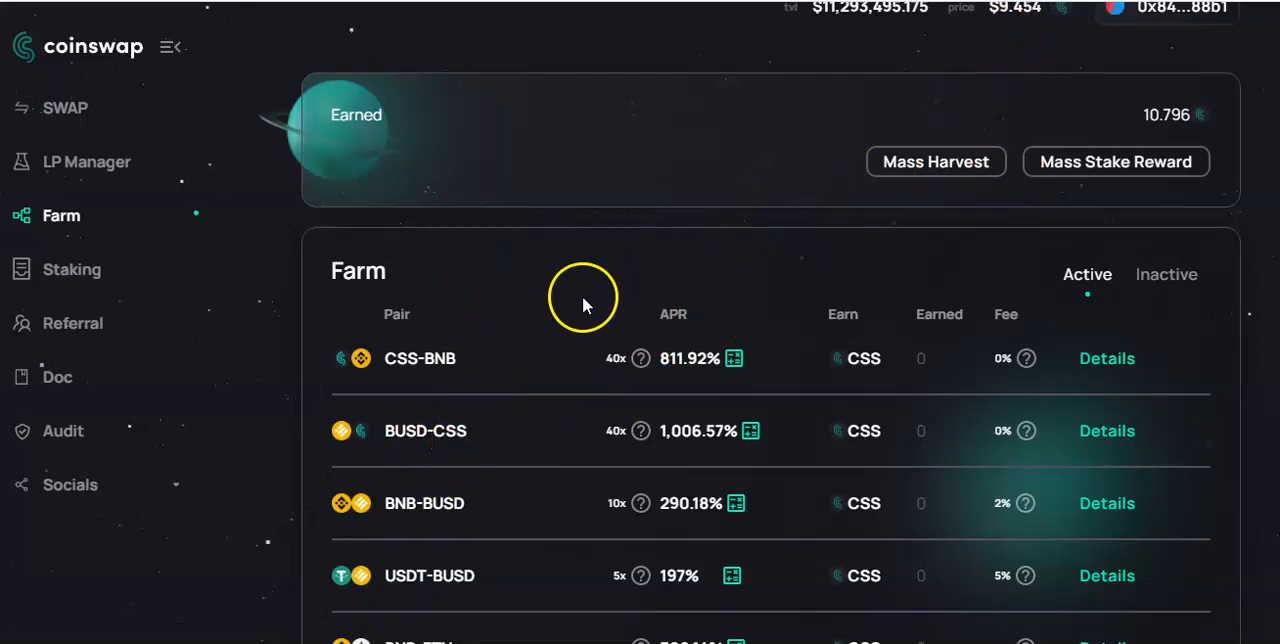 tvl $11,293,495.175 price $9.454 0x84...88b1
coinswap
SWAP
LP Manager
Farm
Staking
Referral
Doc
Audit
Socials
Earned 10.796
Mass Harvest Mass Stake Reward
Farm
Active Inactive
Pair APR Earn Earned Fee
CSS-BNB 40x ? 811.92% CSS 0 0% ? Details
BUSD-CSS 40x ? 1,006.57% CSS 0 0% ? Details
BNB-BUSD 10x ? 290.18% CSS 0 2% ? Details
USDT-BUSD 5x ? 197% CSS 0 5% ? Details